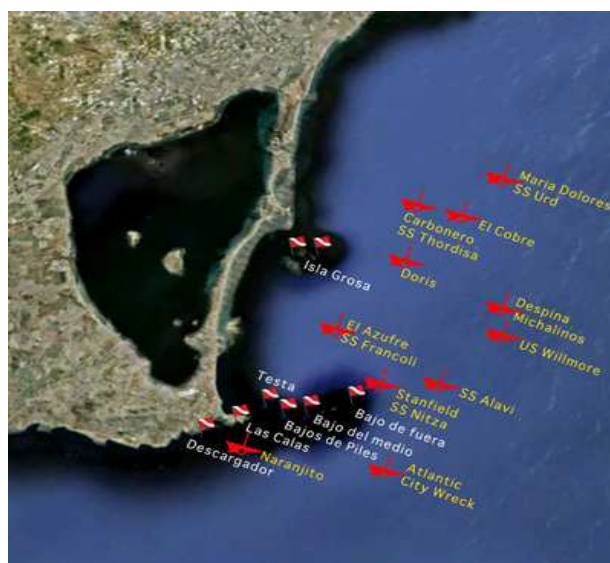 Maria Dolores
SS Urd
Carbonero
SS Thordisa
El Cobre
Isla Grosa
Doris
Despina
Michalinos
US Willmore
El Azufre
SS Francoli
Testa
Stanfield
SS Nitza
SS Alavi
Bajo de fuera
Bajo del medio
Bajos de Piles
Las Calas
Descargador
Naranjito
Atlantic
City Wreck